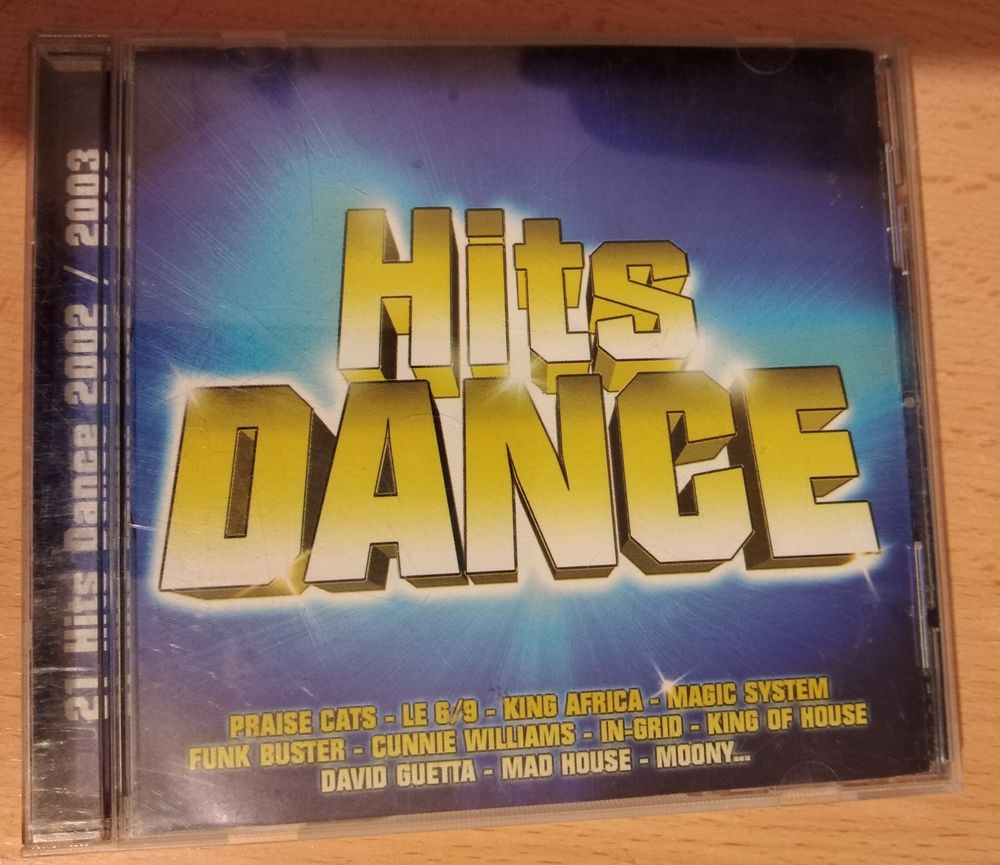 21 Hits Dance 2002 / 2003
Hits
DANCE
PRAISE CATS - LE 6/9 - KING AFRICA - MAGIC SYSTEM
FUNK BUSTER - CUNNIE WILLIAMS - IN-GRID - KING OF HOUSE
DAVID GUETTA - MAD HOUSE - MOONY...